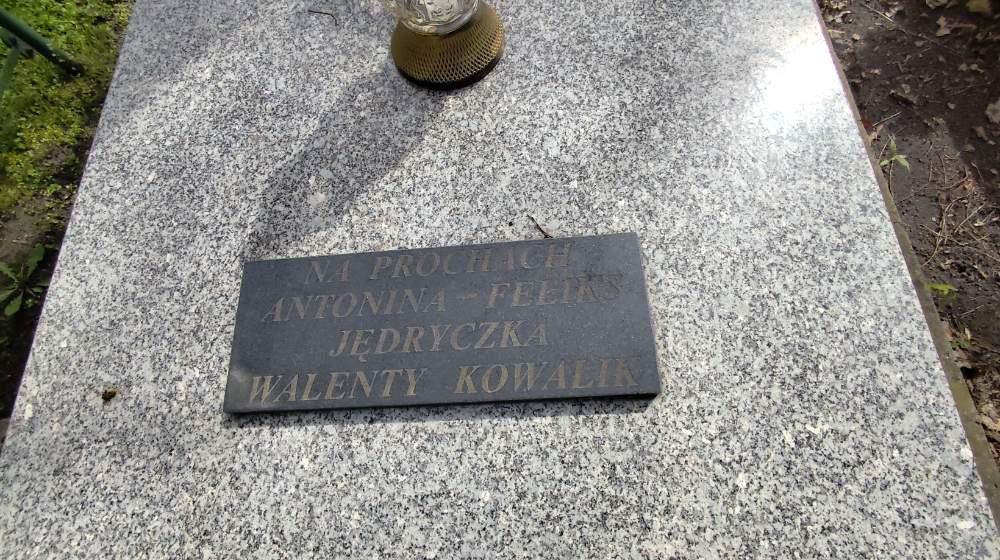 NA PROCHACH
ANTONINA - FELIKS
JĘDRYCZKA
WALENTY KOWALIK